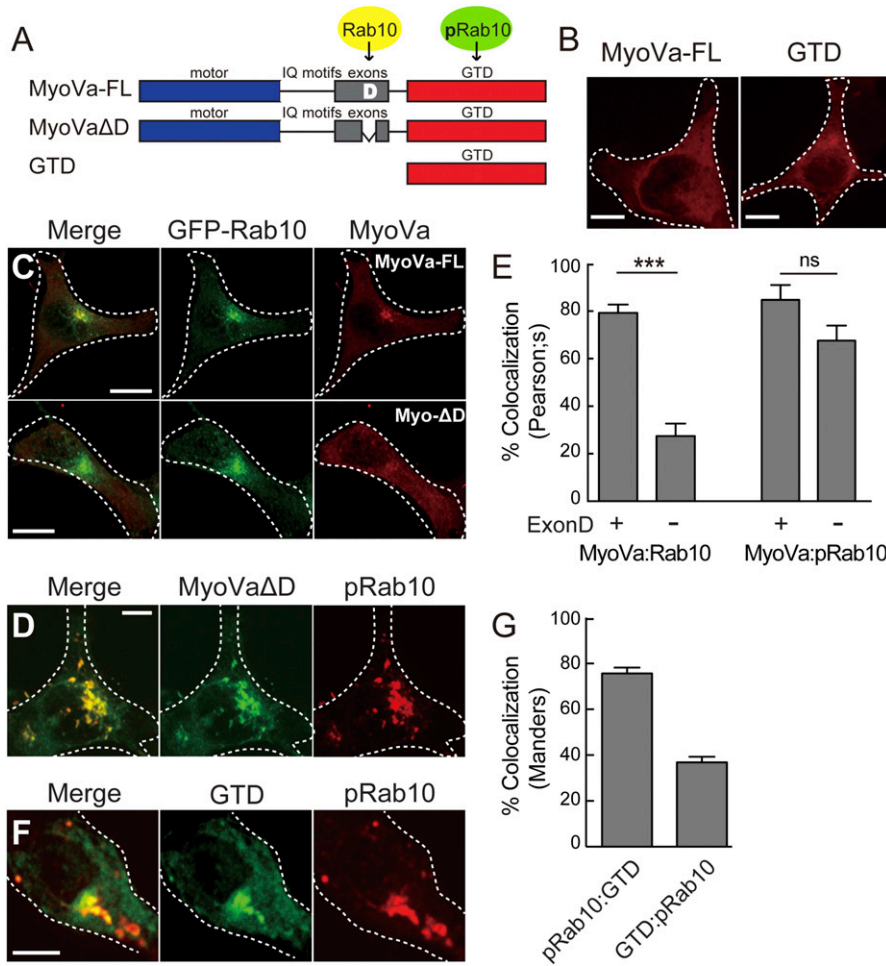 A
Rab10
pRab10
motor
IQ motifs
exons
GTD
MyoVa-FL
D
motor
IQ motifs
exons
GTD
MyoVaΔD
GTD
GTD
B
MyoVa-FL
GTD
Merge
GFP-Rab10
MyoVa
C
MyoVa-FL
Myo-ΔD
E
% Colocalization
(Pearson;s)
100
80
60
40
20
0
***
ns
ExonD
+
-
+
-
MyoVa:Rab10
MyoVa:pRab10
Merge
MyoVaΔD
pRab10
D
Merge
GTD
pRab10
F
G
% Colocalization
(Manders)
100
80
60
40
20
0
pRab10:GTD
GTD:pRab10